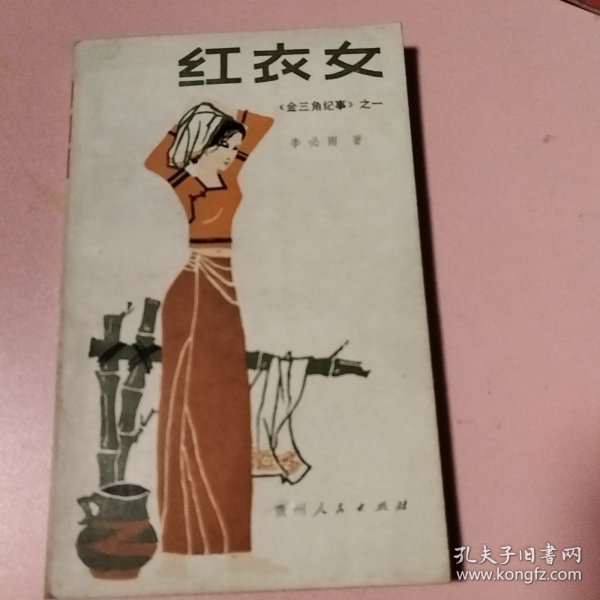 红衣女
《金三角纪事》之一
李必雨 著
贵州人民出版社
孔夫子旧书网
www.kongfz.com